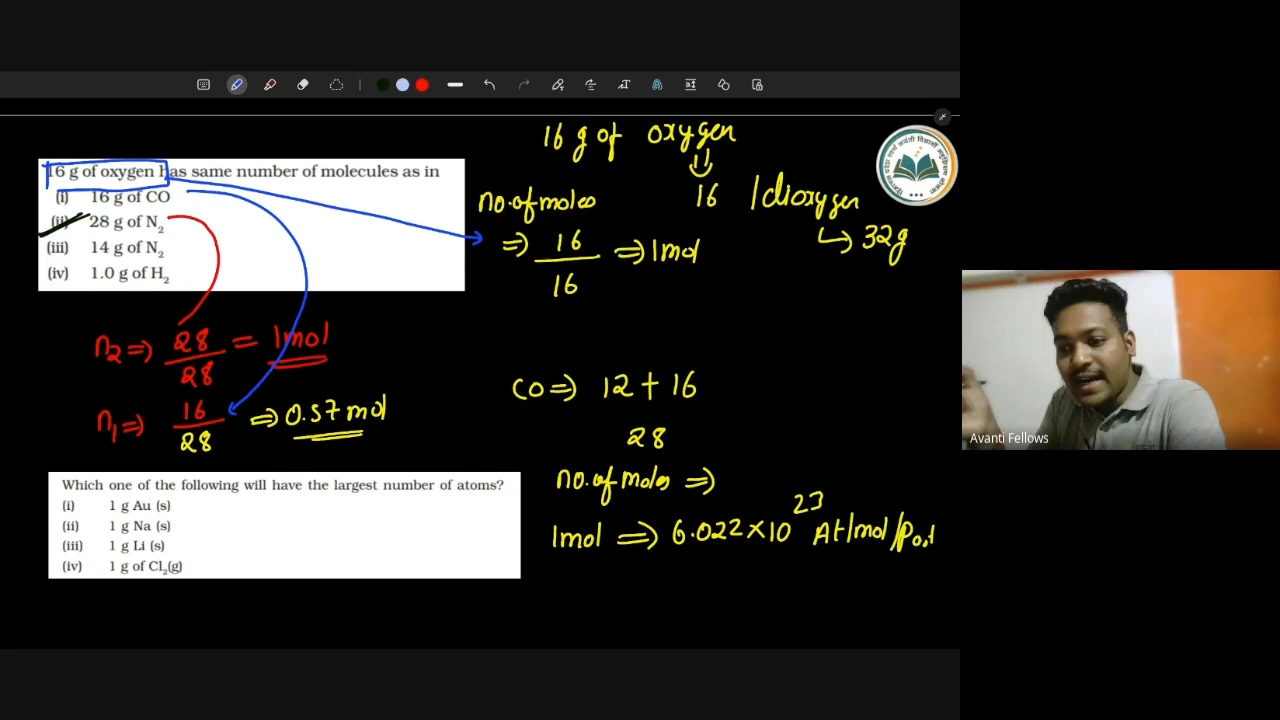 16 g of oxygen has same number of molecules as in
(i) 16 g of CO
(ii) 28 g of N₂
(iii) 14 g of N₂
(iv) 1.0 g of H₂
16 g of oxygen
⇓
16 / dioxygen
↳ 32g
no. of moles
⇒ 16/16 ⇒ 1mol
n₂ ⇒ 28/28 = 1mol
n₁ ⇒ 16/28 ⇒ 0.57 mol
CO ⇒ 12 + 16
28
no. of moles ⇒
1mol ⇒ 6.022 × 10²³ At/mol/
Which one of the following will have the largest number of atoms?
(i) 1 g Au (s)
(ii) 1 g Na (s)
(iii) 1 g Li (s)
(iv) 1 g of Cl₂(g)
Avanti Fellows